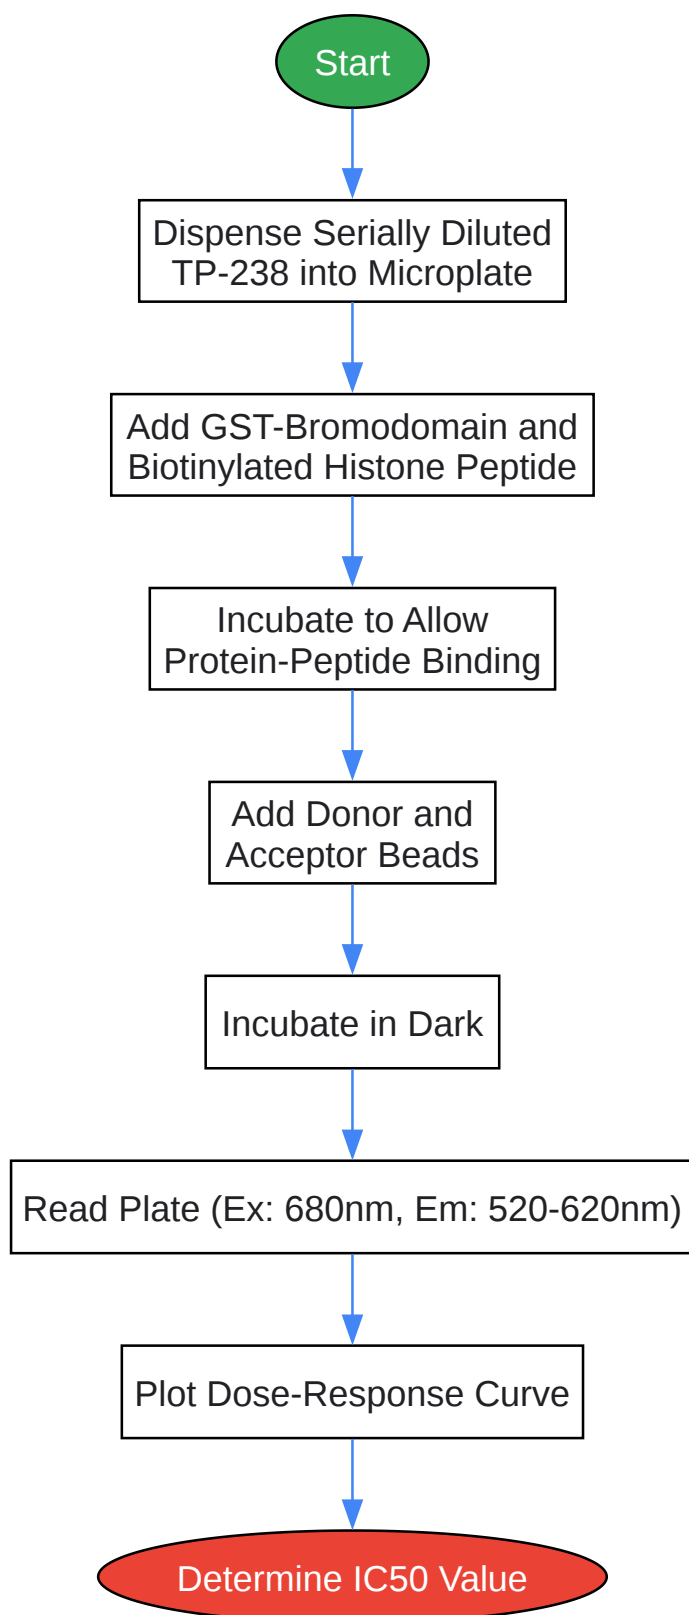 Start
Dispense Serially Diluted
TP-238 into Microplate
Add GST-Bromodomain and
Biotinylated Histone Peptide
Incubate to Allow
Protein-Peptide Binding
Add Donor and
Acceptor Beads
Incubate in Dark
Read Plate (Ex: 680nm, Em: 520-620nm)
Plot Dose-Response Curve
Determine IC50 Value